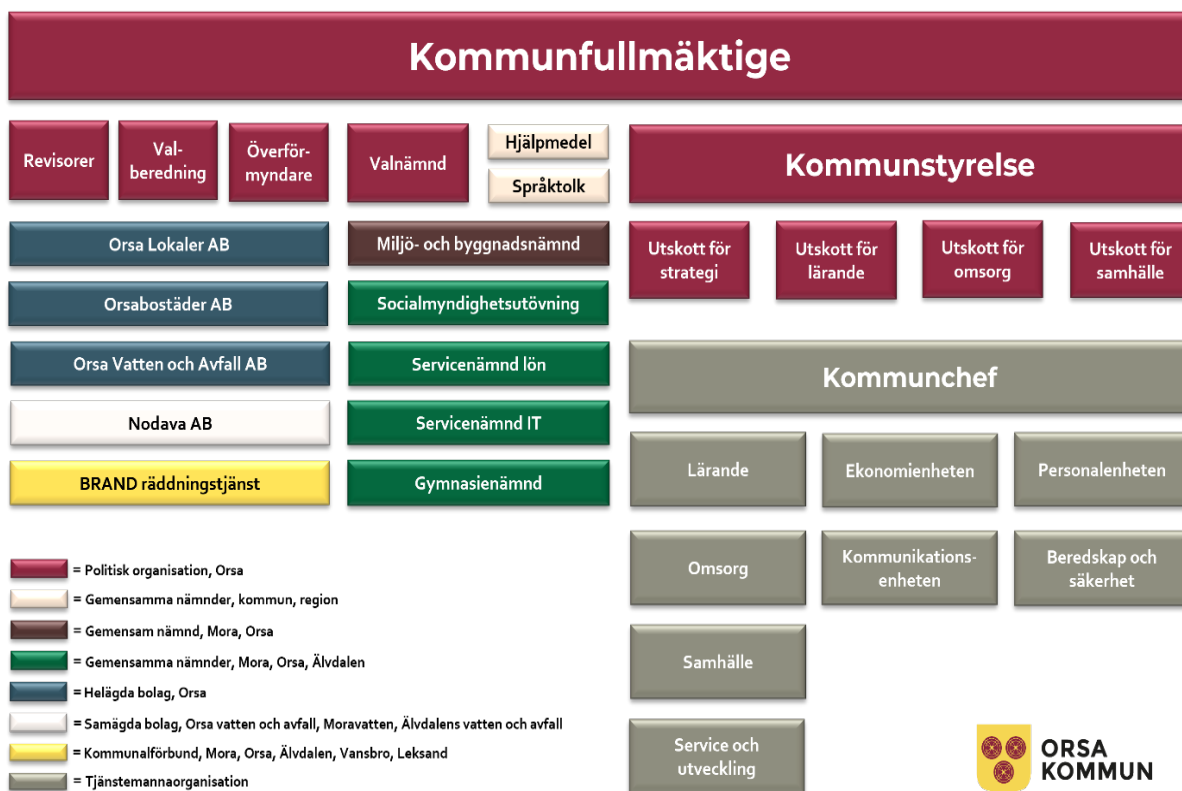 Kommunfullmäktige
Revisorer
Val-
beredning
Överför-
myndare
Valnämnd
Hjälpmedel
Språktolk
Kommunstyrelse
Orsa Lokaler AB
Miljö- och byggnadsnämnd
Utskott för
strategi
Utskott för
lärande
Utskott för
omsorg
Utskott för
samhälle
Orsabostäder AB
Socialmyndighetsutövning
Orsa Vatten och Avfall AB
Servicenämnd lön
Kommunchef
Nodava AB
Servicenämnd IT
BRAND räddningstjänst
Gymnasienämnd
Lärande
Ekonomienheten
Personalenheten
Omsorg
Kommunikations-
enheten
Beredskap och
säkerhet
Samhälle
Service och
utveckling
= Politisk organisation, Orsa
= Gemensamma nämnder, kommun, region
= Gemensam nämnd, Mora, Orsa
= Gemensamma nämnder, Mora, Orsa, Älvdalen
= Helägda bolag, Orsa
= Samägda bolag, Orsa vatten och avfall, Moravatten, Älvdalens vatten och avfall
= Kommunalförbund, Mora, Orsa, Älvdalen, Vansbro, Leksand
= Tjänstemannaorganisation
ORSA
KOMMUN